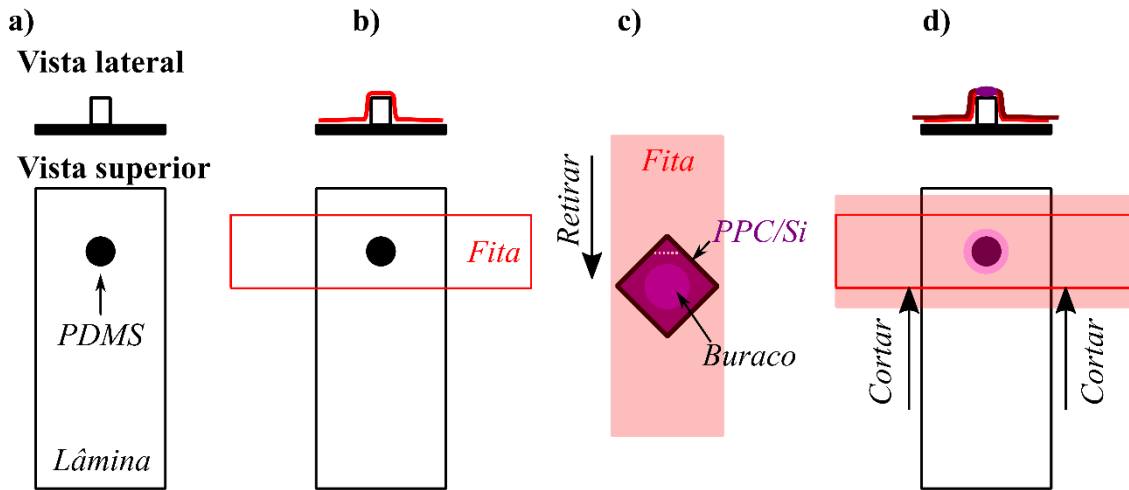 a)
b)
c)
d)
Vista lateral
Vista superior
PDMS
Lâmina
Fita
Retirar
Fita
PPC/Si
Buraco
Cortar
Cortar